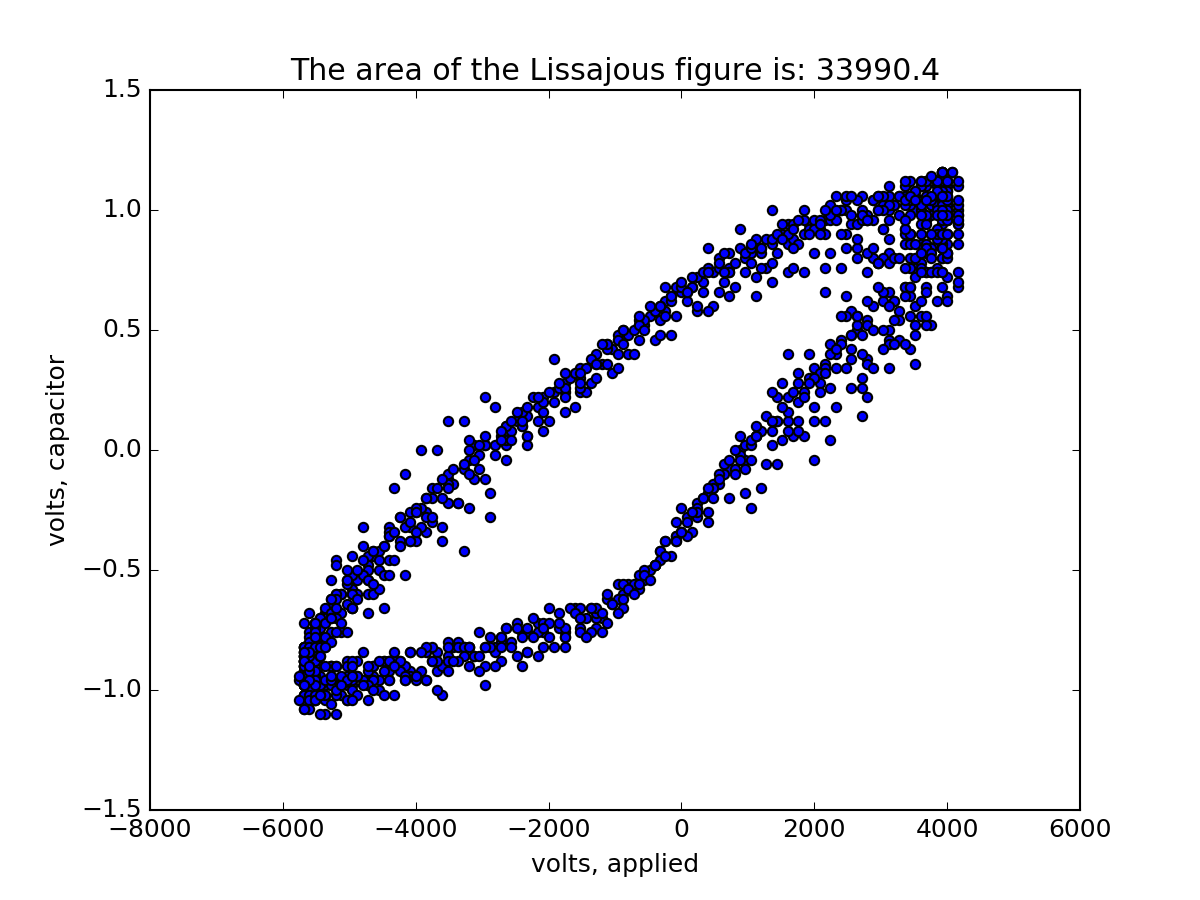 The area of the Lissajous figure is: 33990.4
1.5
1.0
0.5
0.0
−0.5
−1.0
−1.5
volts, capacitor
−8000 −6000 −4000 −2000 0 2000 4000 6000
volts, applied